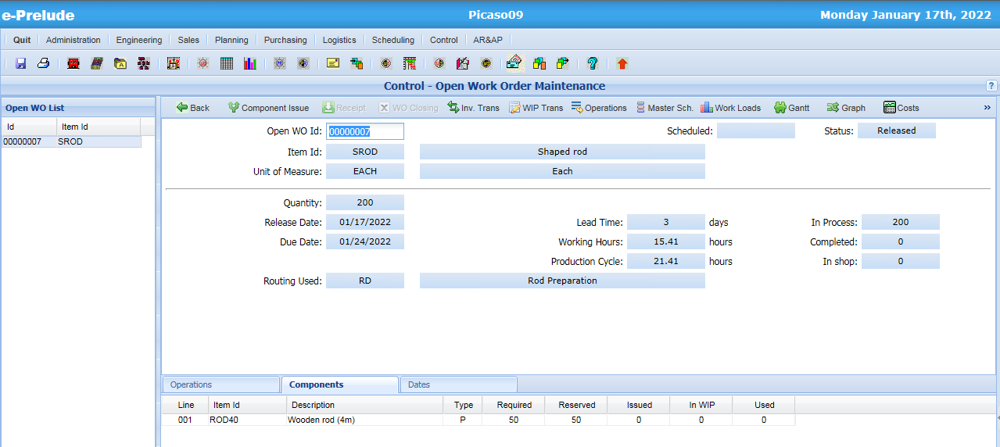 e-Prelude Picaso09 Monday January 17th, 2022
Quit Administration Engineering Sales Planning Purchasing Logistics Scheduling Control AR&AP
Control - Open Work Order Maintenance ?
Open WO List
Id Item Id
00000007 SROD
Back Component Issue Receipt WO Closing Inv. Trans WIP Trans Operations Master Sch. Work Loads Gantt Graph Costs »
Open WO Id: 00000007 Scheduled: Status: Released
Item Id: SROD Shaped rod
Unit of Measure: EACH Each
Quantity: 200
Release Date: 01/17/2022 Lead Time: 3 days In Process: 200
Due Date: 01/24/2022 Working Hours: 15.41 hours Completed: 0
Production Cycle: 21.41 hours In shop: 0
Routing Used: RD Rod Preparation
Operations Components Dates
Line Item Id Description Type Required Reserved Issued In WIP Used
001 ROD40 Wooden rod (4m) P 50 50 0 0 0